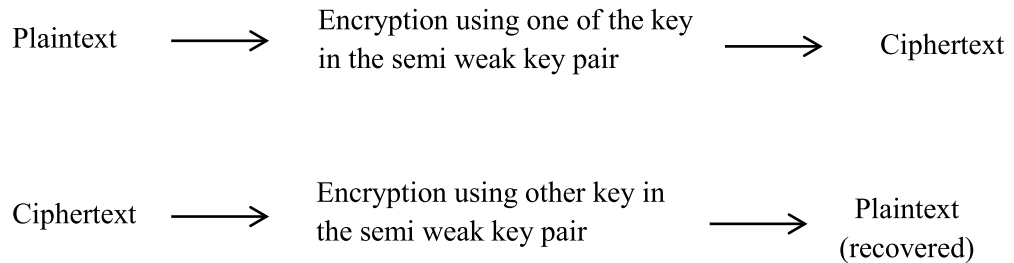 Plaintext
Encryption using one of the key
in the semi weak key pair
Ciphertext
Ciphertext
Encryption using other key in
the semi weak key pair
Plaintext
(recovered)